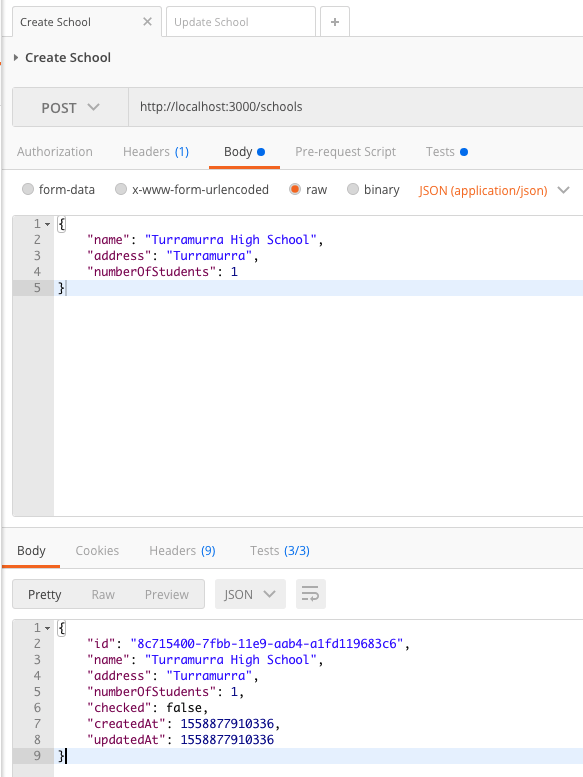 Create School ✕ Update School +
Create School
POST http://localhost:3000/schools
Authorization Headers (1) Body Pre-request Script Tests
form-data x-www-form-urlencoded raw binary JSON (application/json)
1 {
2 "name": "Turramurra High School",
3 "address": "Turramurra",
4 "numberOfStudents": 1
5 }
Body Cookies Headers (9) Tests (3/3)
Pretty Raw Preview JSON
1 {
2 "id": "8c715400-7fbb-11e9-aab4-a1fd119683c6",
3 "name": "Turramurra High School",
4 "address": "Turramurra",
5 "numberOfStudents": 1,
6 "checked": false,
7 "createdAt": 1558877910336,
8 "updatedAt": 1558877910336
9 }